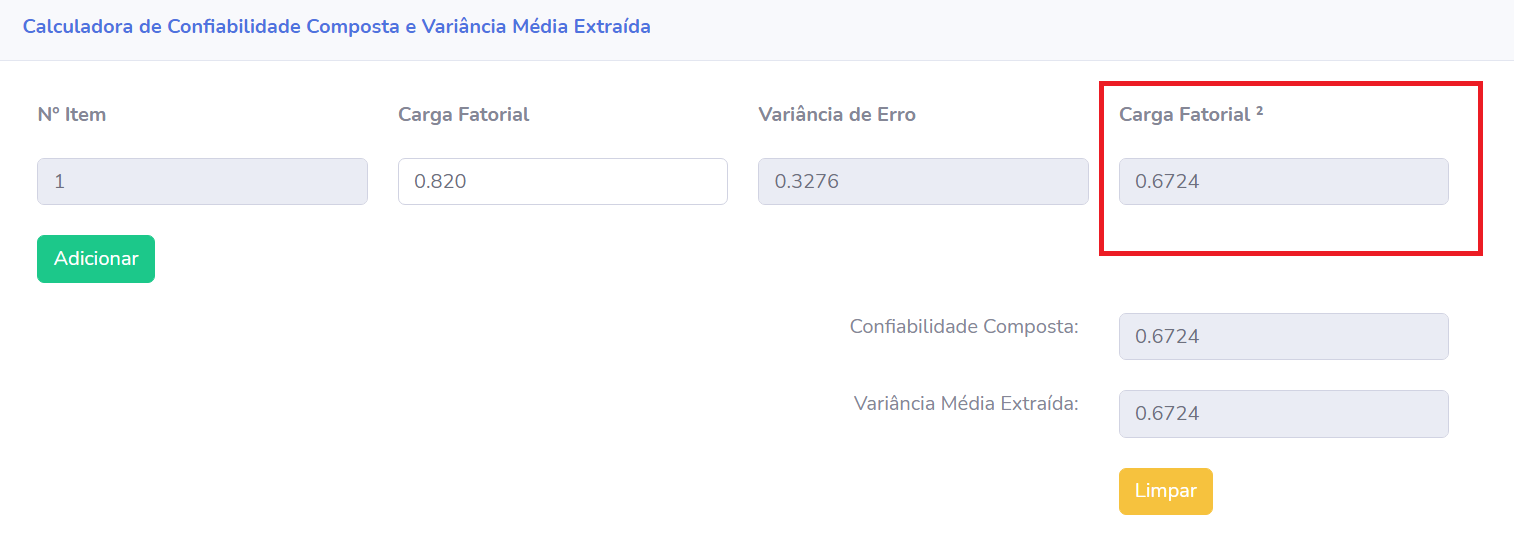 Calculadora de Confiabilidade Composta e Variância Média Extraída
Nº Item Carga Fatorial Variância de Erro Carga Fatorial ²
1 0.820 0.3276 0.6724
Adicionar
Confiabilidade Composta: 0.6724
Variância Média Extraída: 0.6724
Limpar